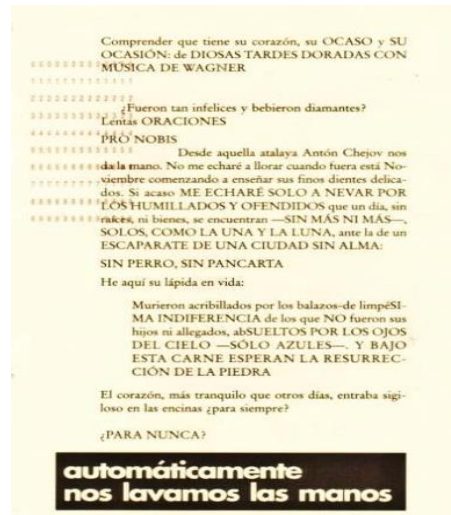 Comprender que tiene su corazón, su OCASO y SU
OCASIÓN: de DIOSAS TARDES DORADAS CON
MÚSICA DE WAGNER
¿Fueron tan infelices y bebieron diamantes?
Lentas ORACIONES
PRO NOBIS
Desde aquella atalaya Antón Chejov nos
da la mano. No me echaré a llorar cuando fuera está No-
viembre comenzando a enseñar sus finos dientes delica-
dos. Si acaso ME ECHARÉ SOLO A NEVAR POR
LOS HUMILLADOS Y OFENDIDOS que un día, sin
raíces, ni bienes, se encuentran —SIN MÁS NI MÁS—,
SOLOS, COMO LA UNA Y LA LUNA, ante la de un
ESCAPARATE DE UNA CIUDAD SIN ALMA:
SIN PERRO, SIN PANCARTA
He aquí su lápida en vida:
Murieron acribillados por los balazos-de limpéSI-
MA INDIFERENCIA de los que NO fueron sus
hijos ni allegados, abSUELTOS POR LOS OJOS
DEL CIELO —SÓLO AZULES—. Y BAJO
ESTA CARNE ESPERAN LA RESURREC-
CIÓN DE LA PIEDRA
El corazón, más tranquilo que otros días, entraba sigi-
loso en las encinas ¿para siempre?
¿PARA NUNCA?
automáticamente
nos lavamos las manos